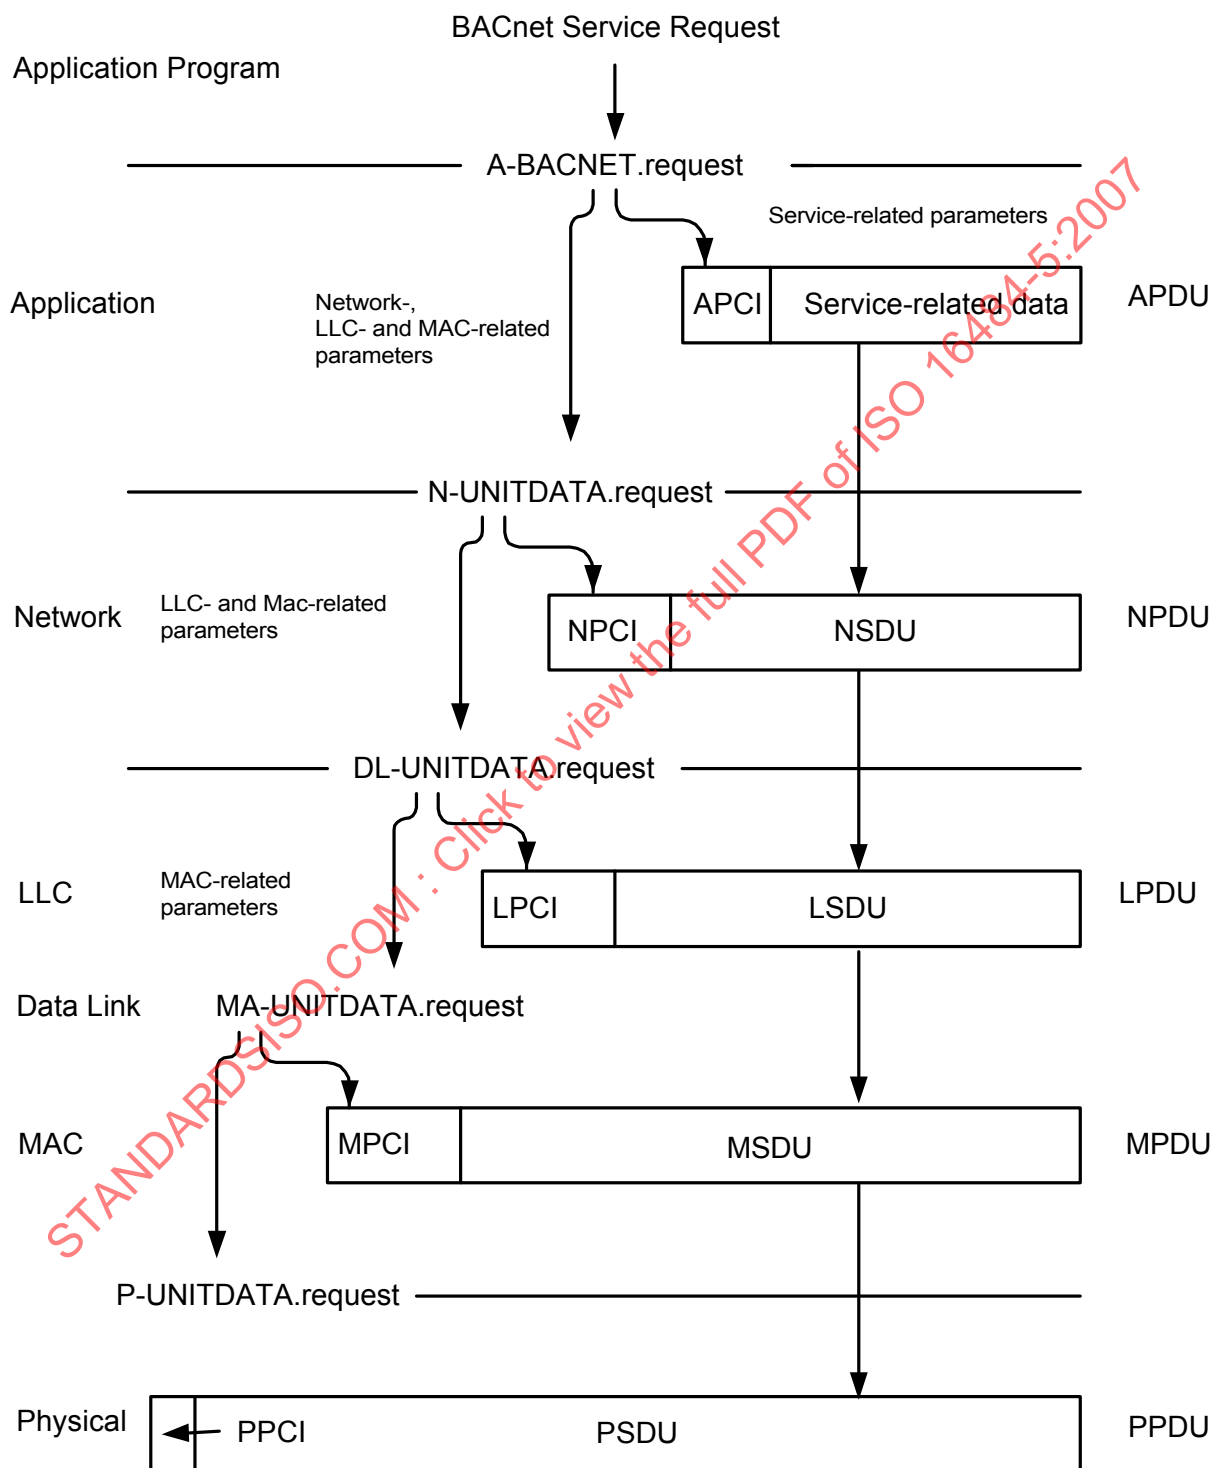 BACnet Service Request
Application Program
A-BACNET.request
Service-related parameters
Application
Network-,
LLC- and MAC-related
parameters
APCI
Service-related data
APDU
N-UNITDATA.request
Network
LLC- and Mac-related
parameters
NPCI
NSDU
NPDU
DL-UNITDATA.request
LLC
MAC-related
parameters
LPCI
LSDU
LPDU
Data Link
MA-UNITDATA.request
MAC
MPCI
MSDU
MPDU
P-UNITDATA.request
Physical
PPCI
PSDU
PPDU
STANDARDSISO.COM : Click to view the full PDF of ISO 16484-5:2007